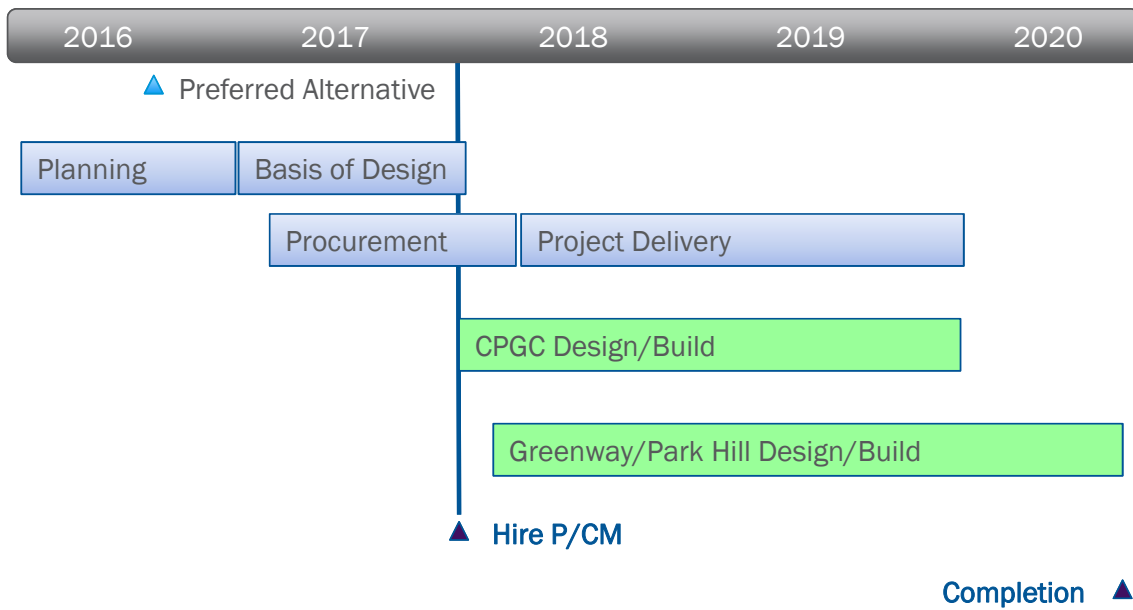 2016 2017 2018 2019 2020
Preferred Alternative
Planning Basis of Design
Procurement Project Delivery
CPGC Design/Build
Greenway/Park Hill Design/Build
Hire P/CM
Completion